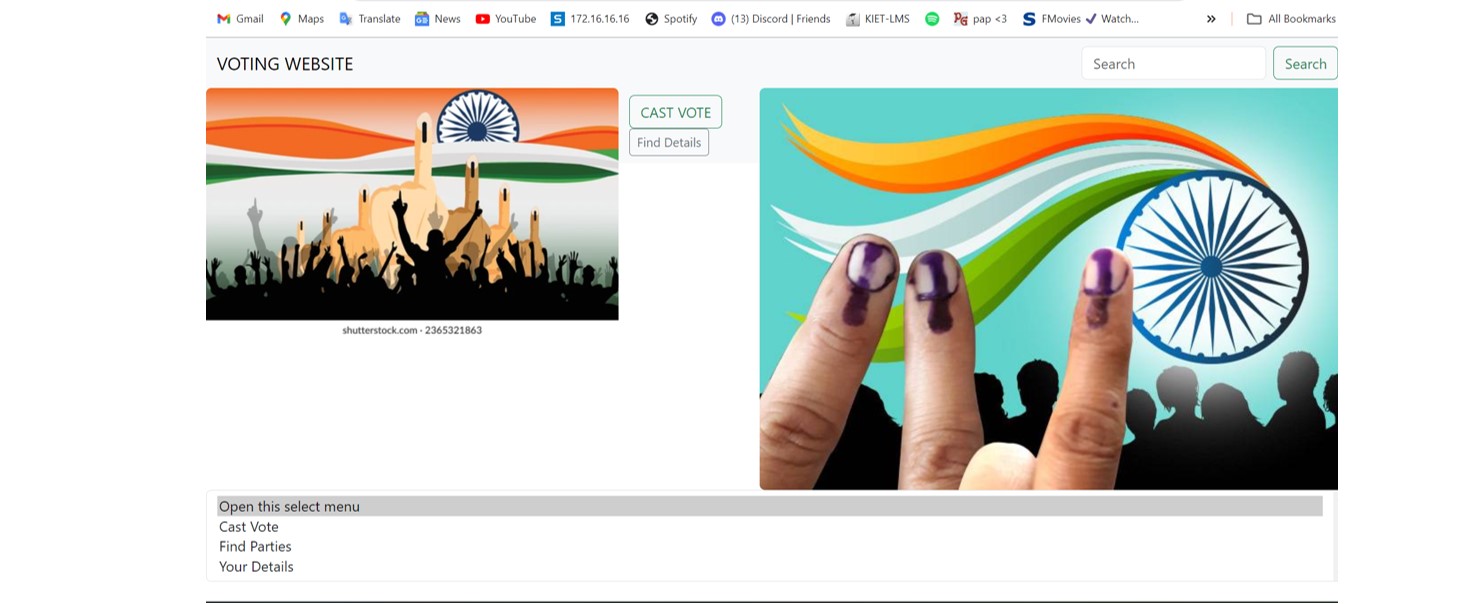 Gmail Maps Translate News YouTube 172.16.16.16 Spotify (13) Discord | Friends KIET-LMS pap <3 FMovies ✓ Watch... » All Bookmarks
VOTING WEBSITE Search Search
CAST VOTE
Find Details
shutterstock.com · 2365321863
Open this select menu
Cast Vote
Find Parties
Your Details